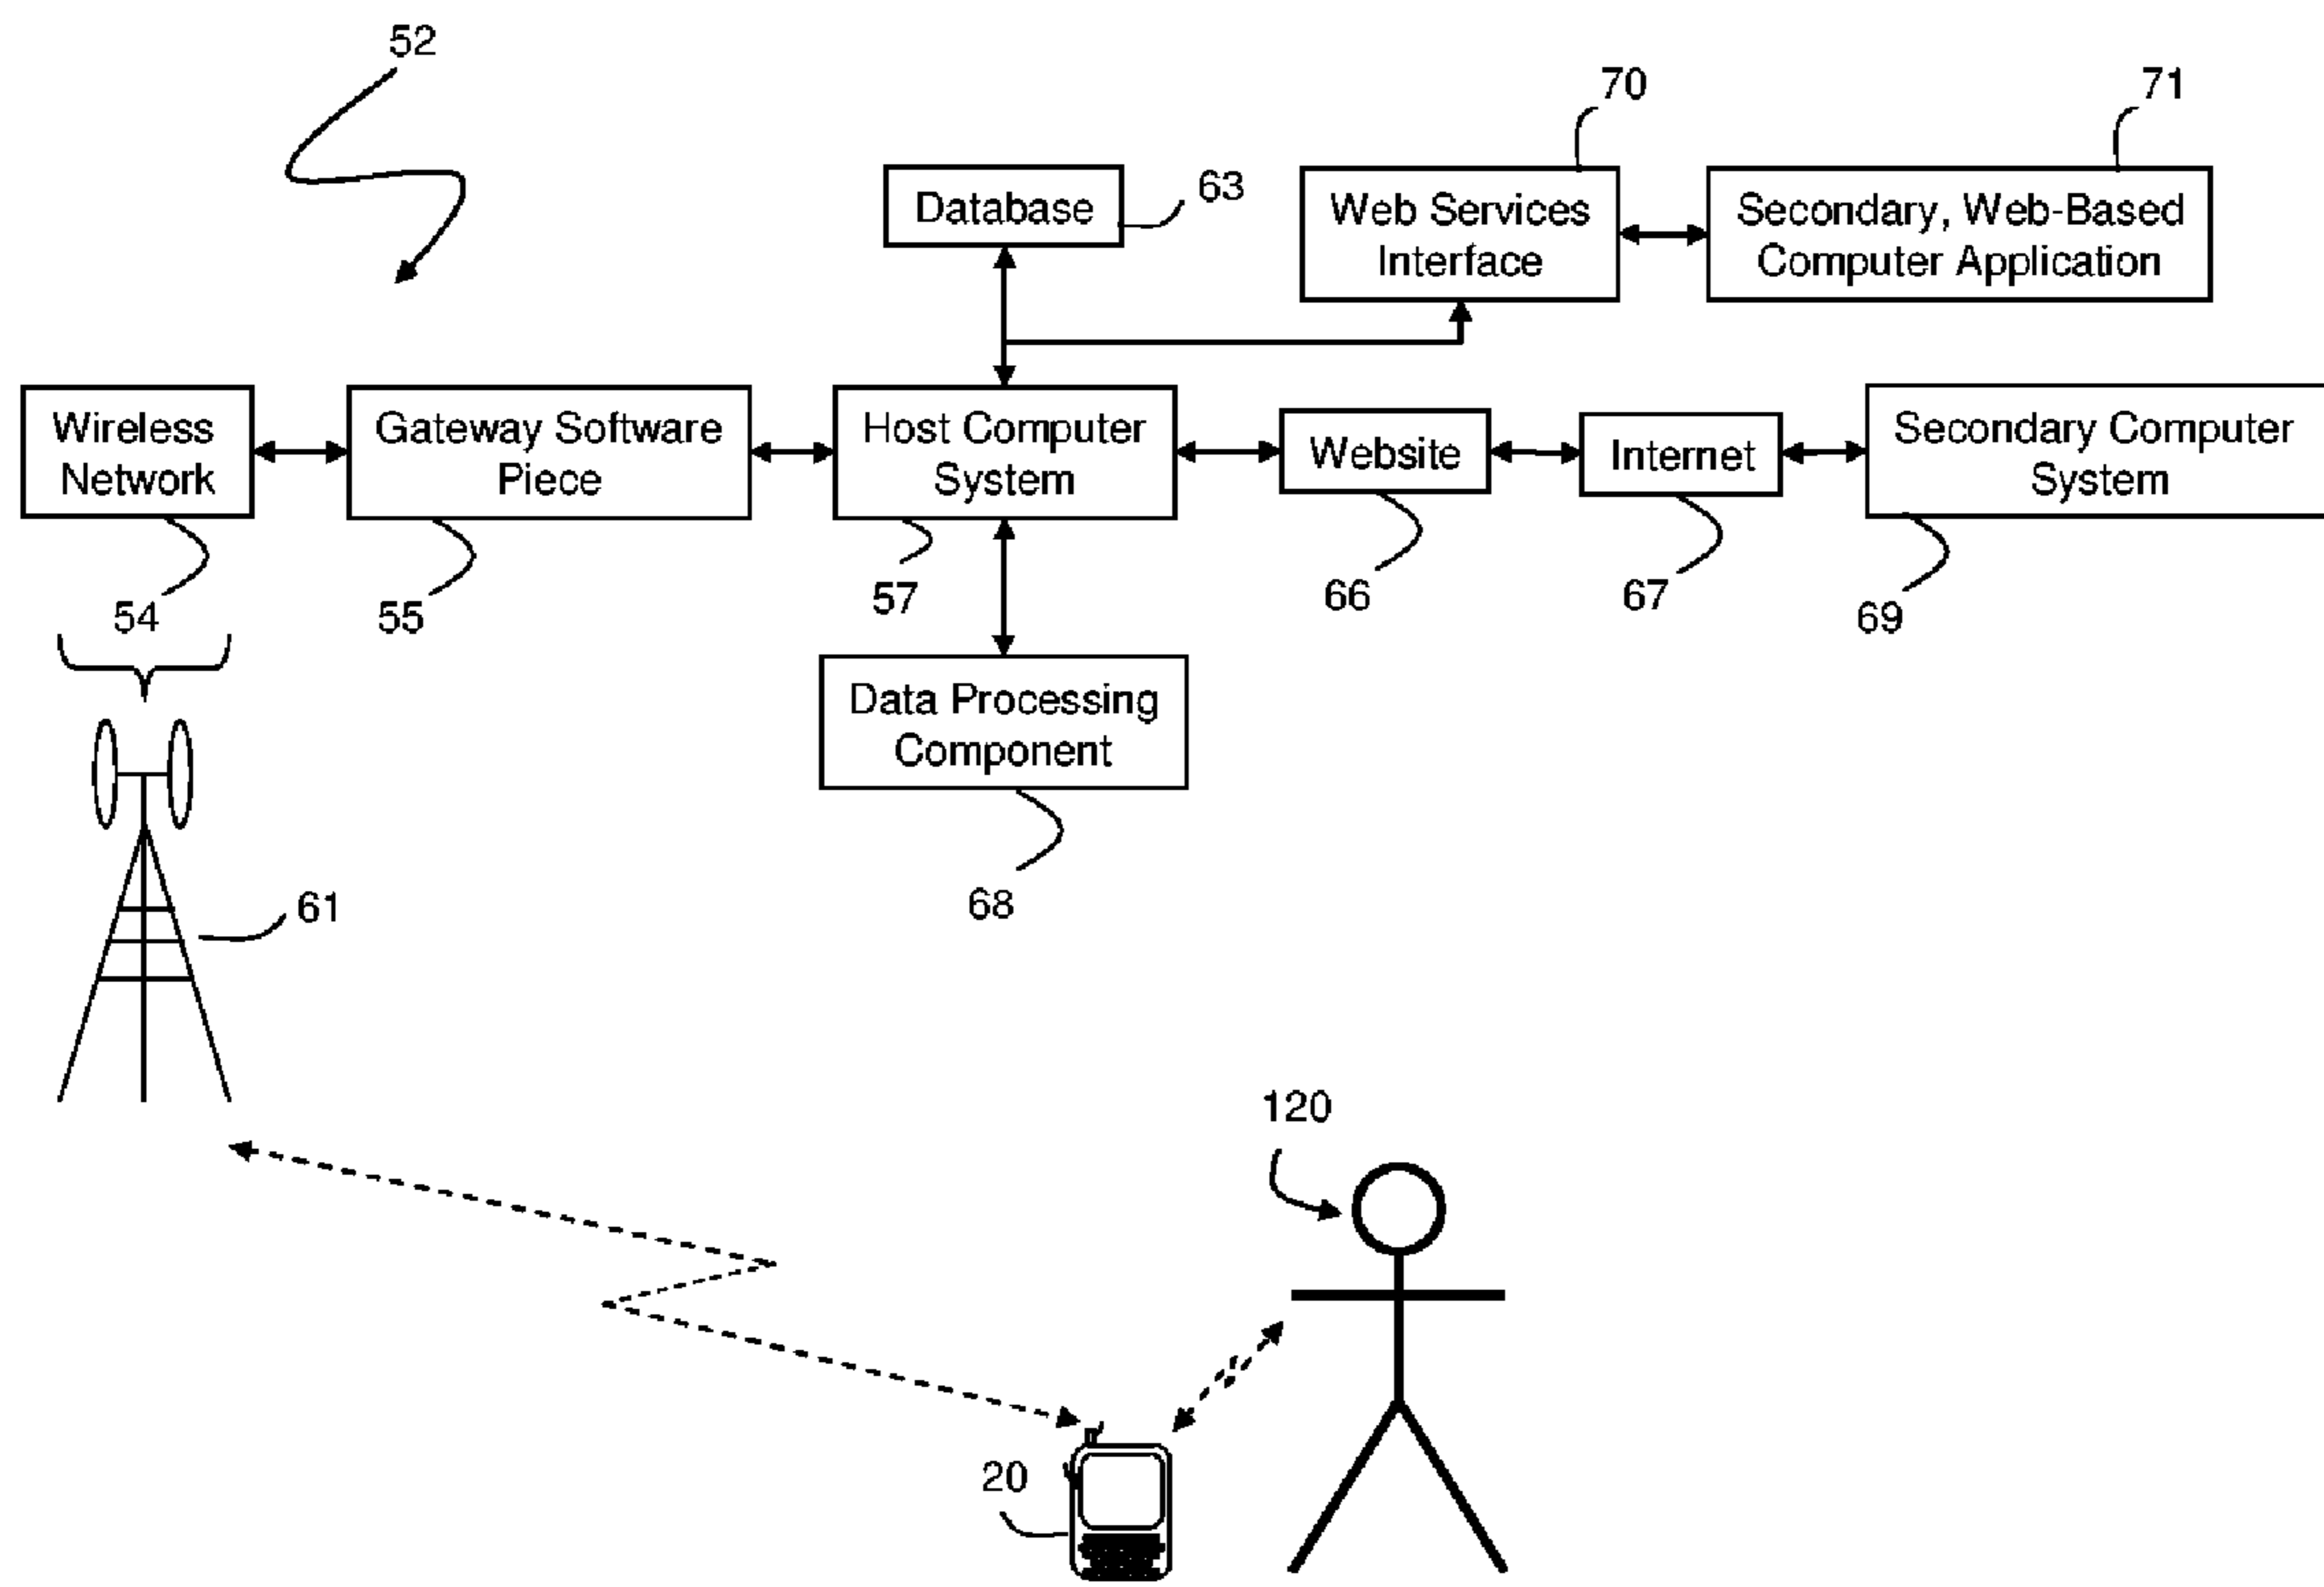 52
70
71
Database
63
Web Services
Interface
Secondary, Web-Based
Computer Application
Wireless
Network
Gateway Software
Piece
Host Computer
System
Website
Internet
Secondary Computer
System
54
55
57
66
67
69
Data Processing
Component
68
61
120
20